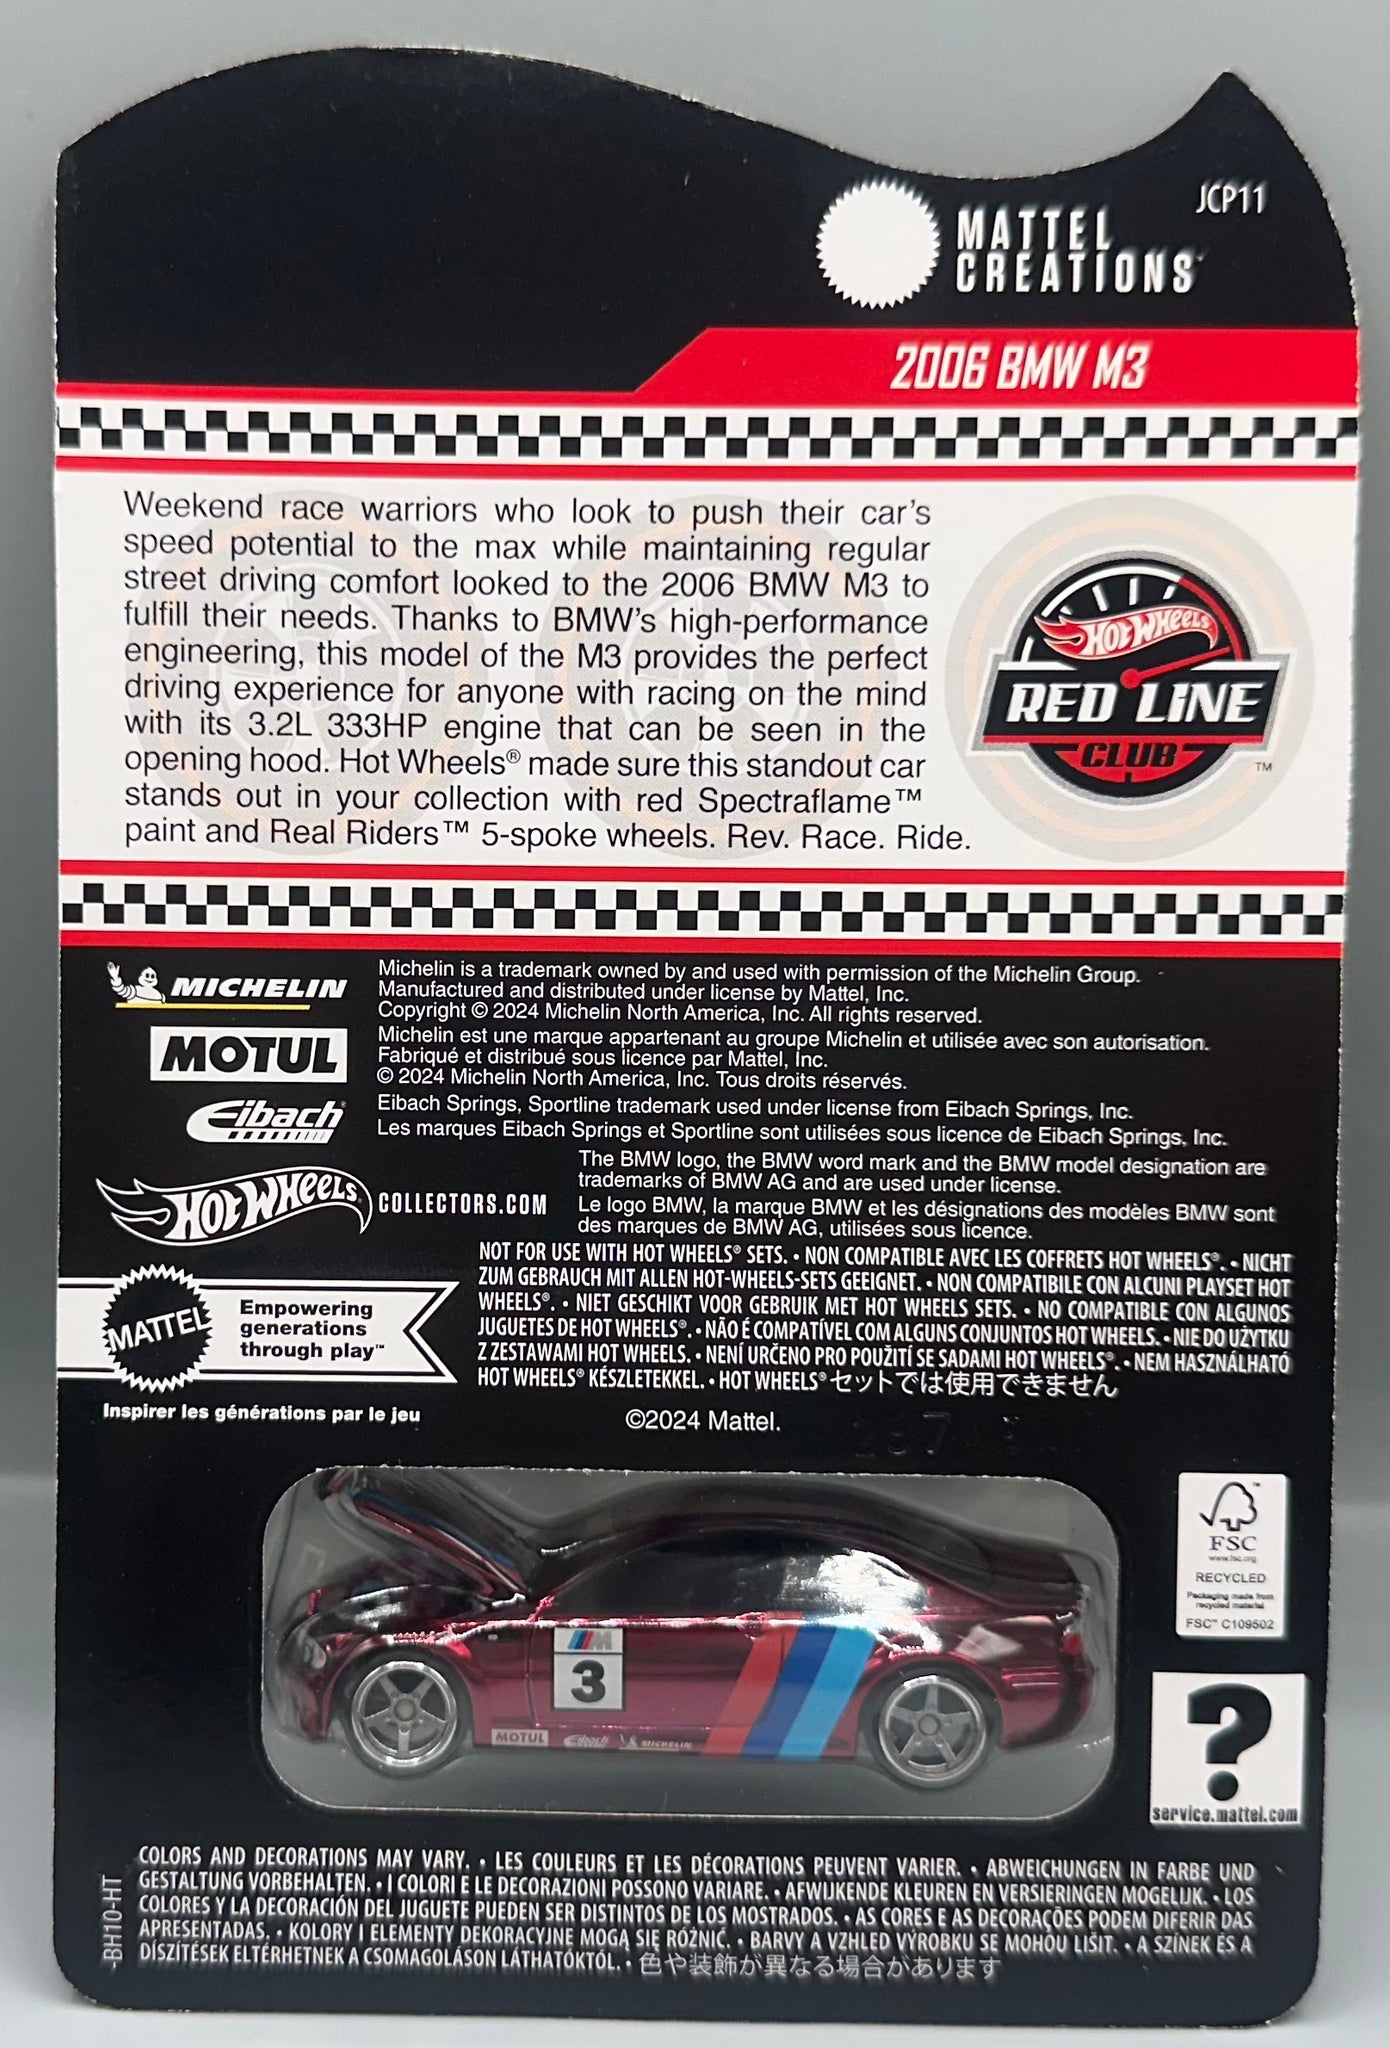 JCP11
MATTEL
CREATIONS
2006 BMW M3
Weekend race warriors who look to push their car's
speed potential to the max while maintaining regular
street driving comfort looked to the 2006 BMW M3 to
fulfill their needs. Thanks to BMW's high-performance
engineering, this model of the M3 provides the perfect
driving experience for anyone with racing on the mind
with its 3.2L 333HP engine that can be seen in the
opening hood. Hot Wheels® made sure this standout car
stands out in your collection with red Spectraflame™
paint and Real Riders™ 5-spoke wheels. Rev. Race. Ride.
HOT WHEELS
RED LINE
CLUB
TM
MICHELIN
Michelin is a trademark owned by and used with permission of the Michelin Group.
Manufactured and distributed under license by Mattel, Inc.
Copyright © 2024 Michelin North America, Inc. All rights reserved.
MOTUL
Michelin est une marque appartenant au groupe Michelin et utilisée avec son autorisation.
Fabriqué et distribué sous licence par Mattel, Inc.
© 2024 Michelin North America, Inc. Tous droits réservés.
Eibach
Eibach Springs, Sportline trademark used under license from Eibach Springs, Inc.
Les marques Eibach Springs et Sportline sont utilisées sous licence de Eibach Springs, Inc.
HOT WHEELS COLLECTORS.COM
The BMW logo, the BMW word mark and the BMW model designation are
trademarks of BMW AG and are used under license.
Le logo BMW, la marque BMW et les désignations des modèles BMW sont
des marques de BMW AG, utilisées sous licence.
NOT FOR USE WITH HOT WHEELS® SETS. • NON COMPATIBLE AVEC LES COFFRETS HOT WHEELS®. • NICHT
ZUM GEBRAUCH MIT ALLEN HOT-WHEELS-SETS GEEIGNET. • NON COMPATIBILE CON ALCUNI PLAYSET HOT
WHEELS®. • NIET GESCHIKT VOOR GEBRUIK MET HOT WHEELS SETS. • NO COMPATIBLE CON ALGUNOS
JUGUETES DE HOT WHEELS®. • NÃO É COMPATÍVEL COM ALGUNS CONJUNTOS HOT WHEELS. • NIE DO UŻYTKU
Z ZESTAWAMI HOT WHEELS. • NENÍ URČENO PRO POUŽITÍ SE SADAMI HOT WHEELS®. • NEM HASZNÁLHATÓ
HOT WHEELS® KÉSZLETEKKEL. • HOT WHEELS® セットでは使用できません
MATTEL
Empowering
generations
through play™
Inspirer les générations par le jeu
©2024 Mattel.
M
3
MOTUL Eibach MICHELIN
FSC™
www.fsc.org
RECYCLED
Packaging made from
recycled material
FSC™ C109502
?
service.mattel.com
-BH10-HT
COLORS AND DECORATIONS MAY VARY. • LES COULEURS ET LES DÉCORATIONS PEUVENT VARIER. • ABWEICHUNGEN IN FARBE UND
GESTALTUNG VORBEHALTEN. • I COLORI E LE DECORAZIONI POSSONO VARIARE. • AFWIJKENDE KLEUREN EN VERSIERINGEN MOGELIJK. • LOS
COLORES Y LA DECORACIÓN DEL JUGUETE PUEDEN SER DISTINTOS DE LOS MOSTRADOS. • AS CORES E AS DECORAÇÕES PODEM DIFERIR DAS
APRESENTADAS. • KOLORY I ELEMENTY DEKORACYJNE MOGĄ SIĘ RÓŻNIĆ. • BARVY A VZHLED VÝROBKU SE MOHOU LIŠIT. • A SZÍNEK ÉS A
DÍSZÍTÉSEK ELTÉRHETNEK A CSOMAGOLÁSON LÁTHATÓKTÓL. • 色や装飾が異なる場合があります